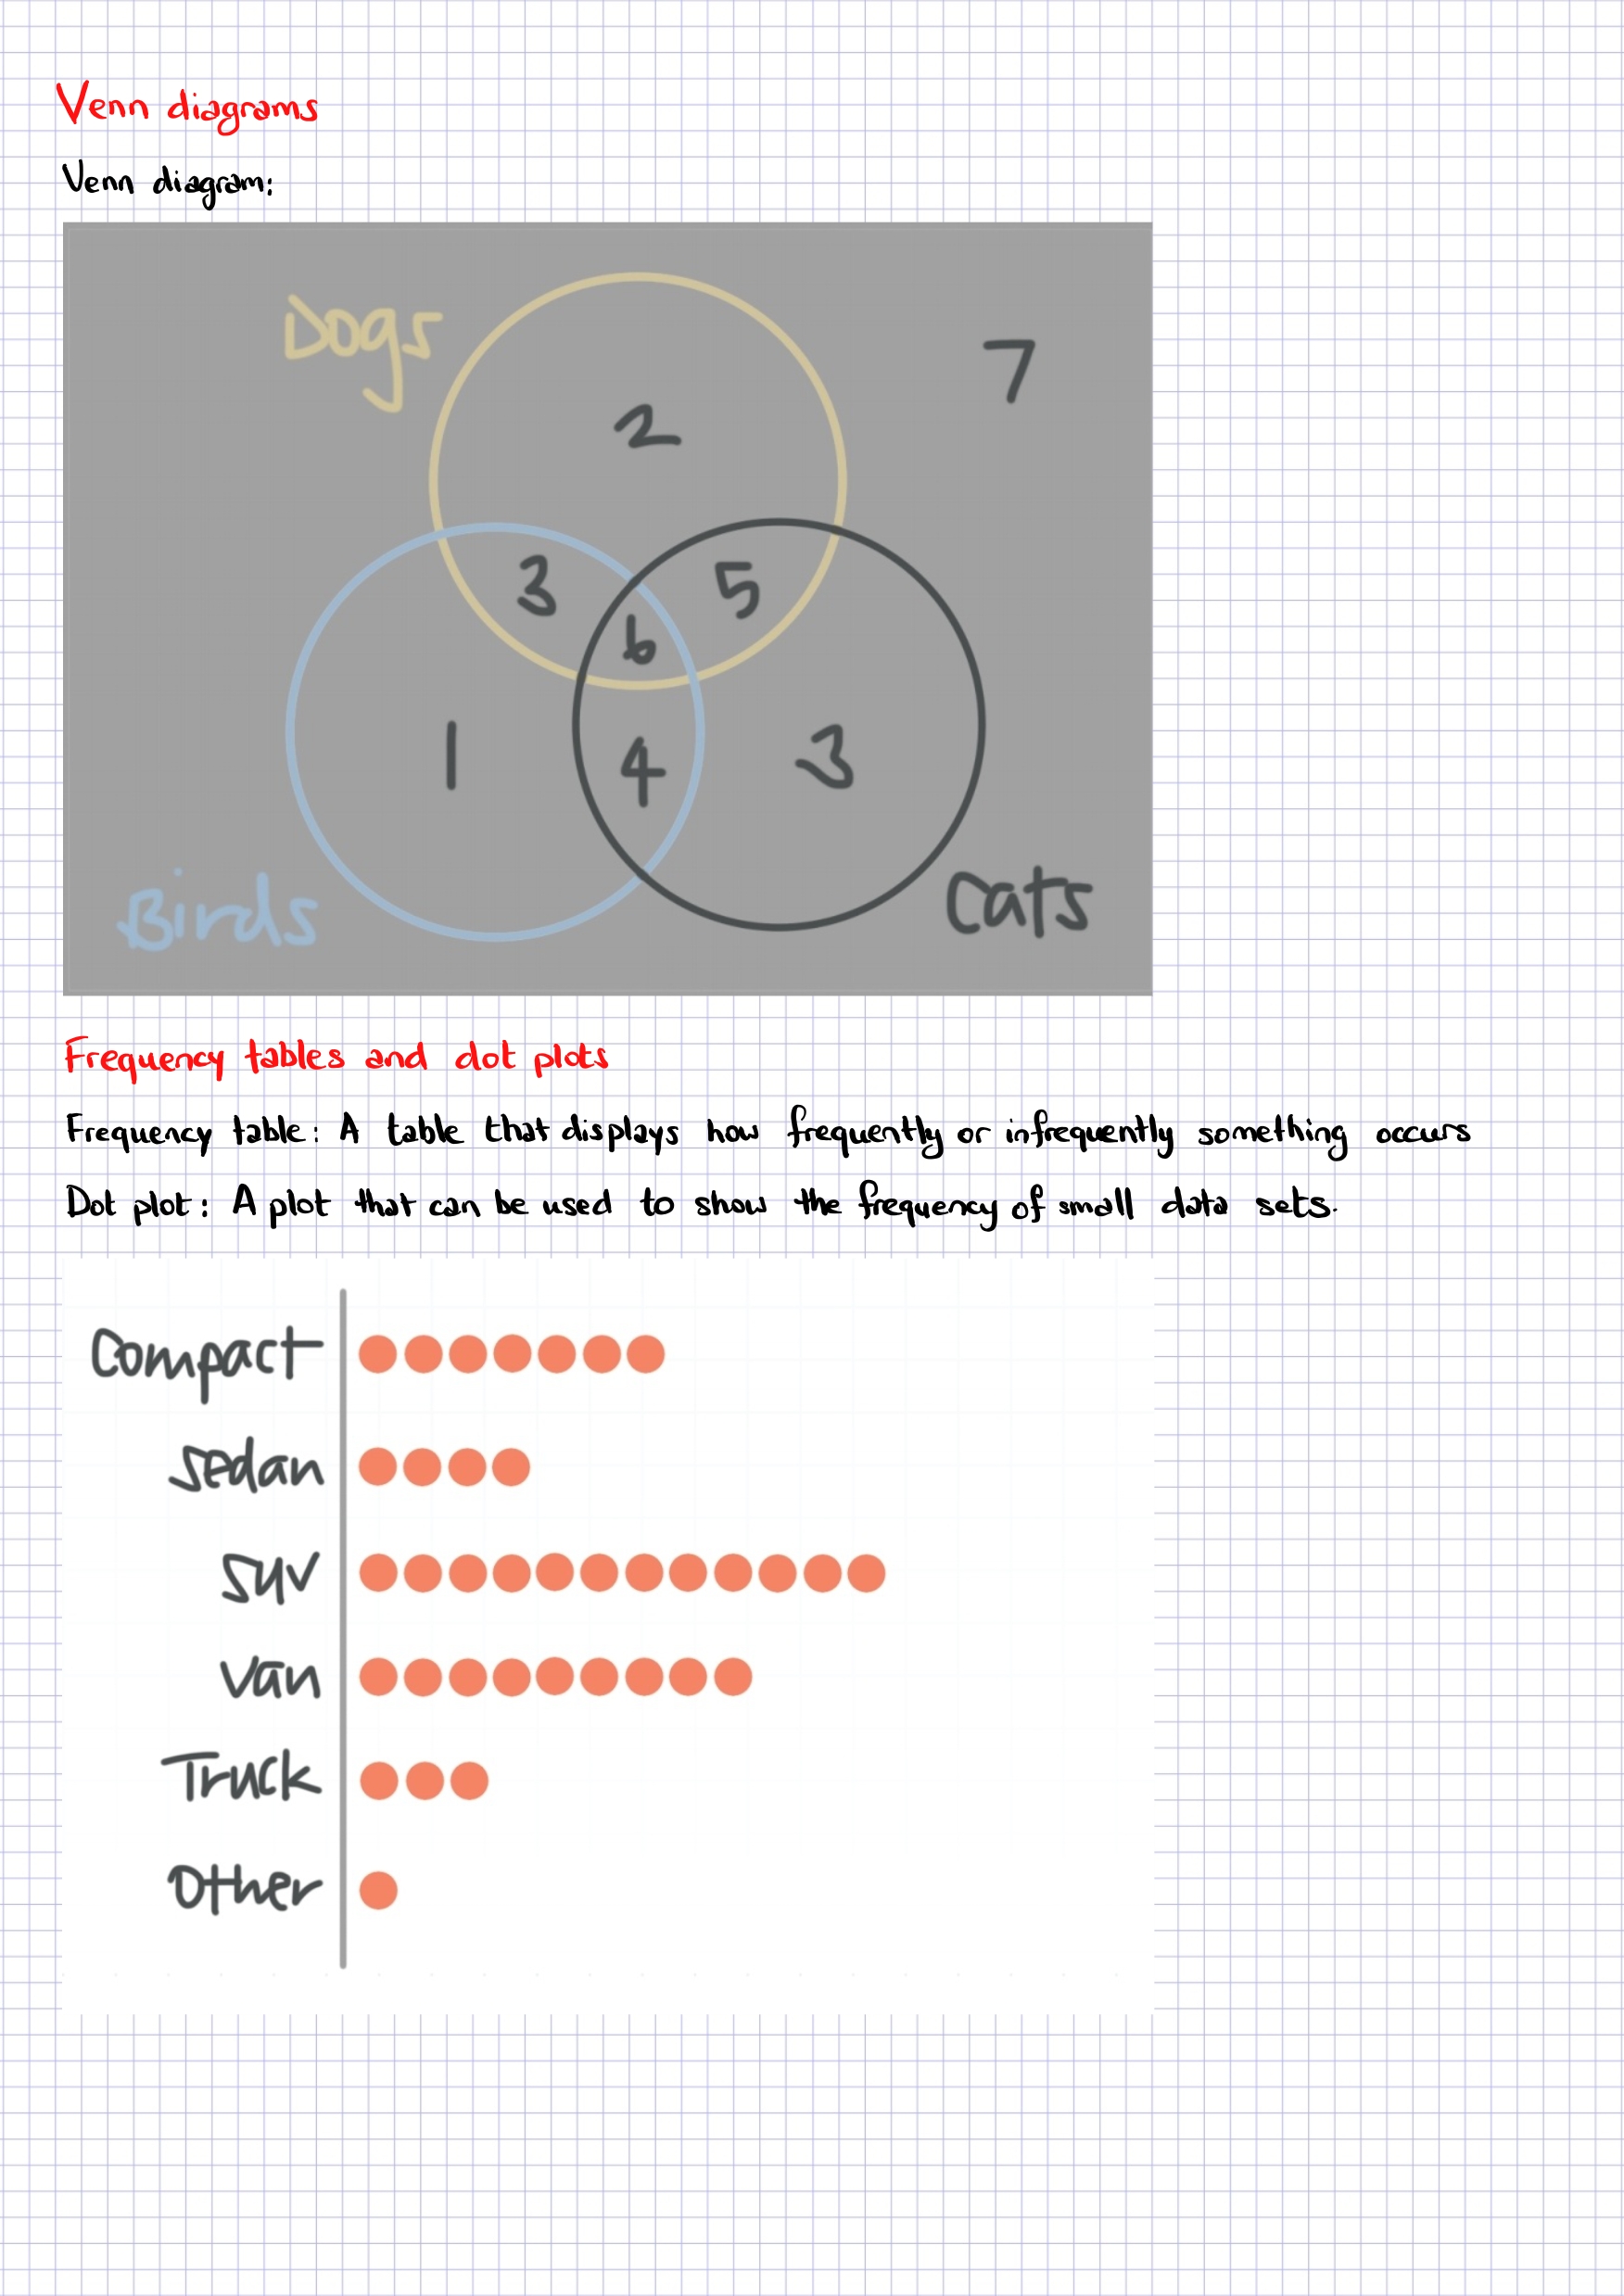 Venn diagrams
Venn diagram:
Dogs
7
2
3
5
6
1
4
3
Birds
Cats
Frequency tables and dot plots
Frequency table: A table that displays how frequently or infrequently something occurs
Dot plot: A plot that can be used to show the frequency of small data sets.
Compact
Sedan
SUV
Van
Truck
Other